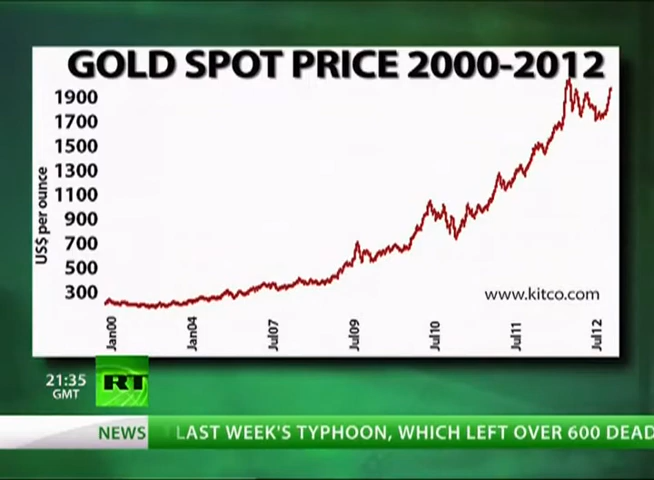 GOLD SPOT PRICE 2000-2012
US$ per ounce
1900
1700
1500
1300
1100
900
700
500
300
www.kitco.com
Jan00
Jan04
Jul07
Jul09
Jul10
Jul11
Jul12
21:35
GMT
RT
NEWS
LAST WEEK'S TYPHOON, WHICH LEFT OVER 600 DEAD